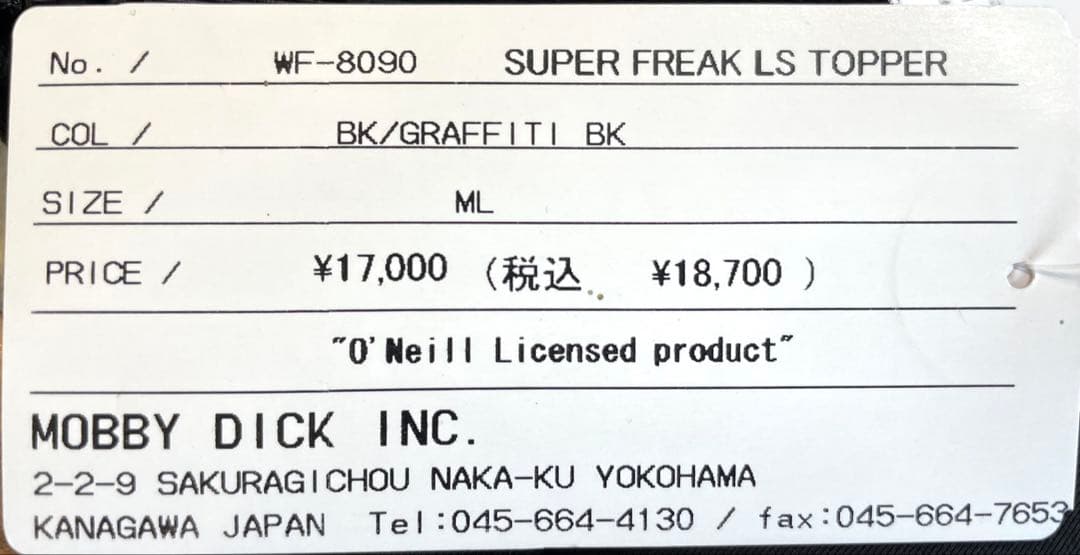 No. / WF-8090 SUPER FREAK LS TOPPER
COL / BK/GRAFFITI BK
SIZE / ML
PRICE / ¥17,000 (税込 ¥18,700 )
"O'Neill Licensed product"
MOBBY DICK INC.
2-2-9 SAKURAGICHOU NAKA-KU YOKOHAMA
KANAGAWA JAPAN Tel:045-664-4130 / fax:045-664-7653